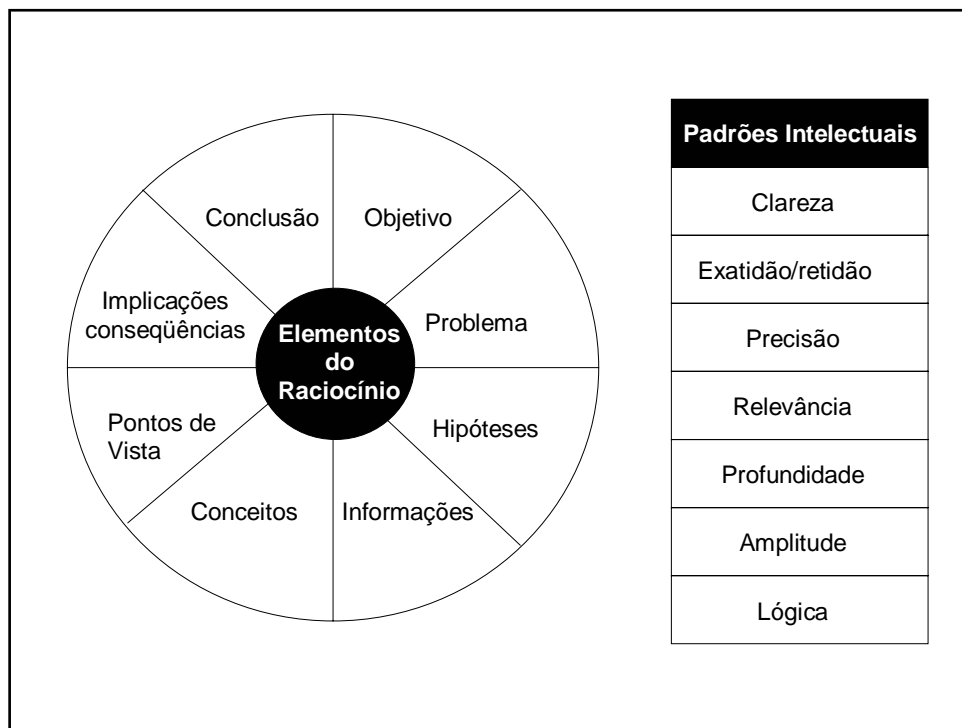 Conclusão
Objetivo
Problema
Hipóteses
Informações
Conceitos
Pontos de
Vista
Implicações
conseqüências
Elementos
do
Raciocínio
Padrões Intelectuais
Clareza
Exatidão/retidão
Precisão
Relevância
Profundidade
Amplitude
Lógica